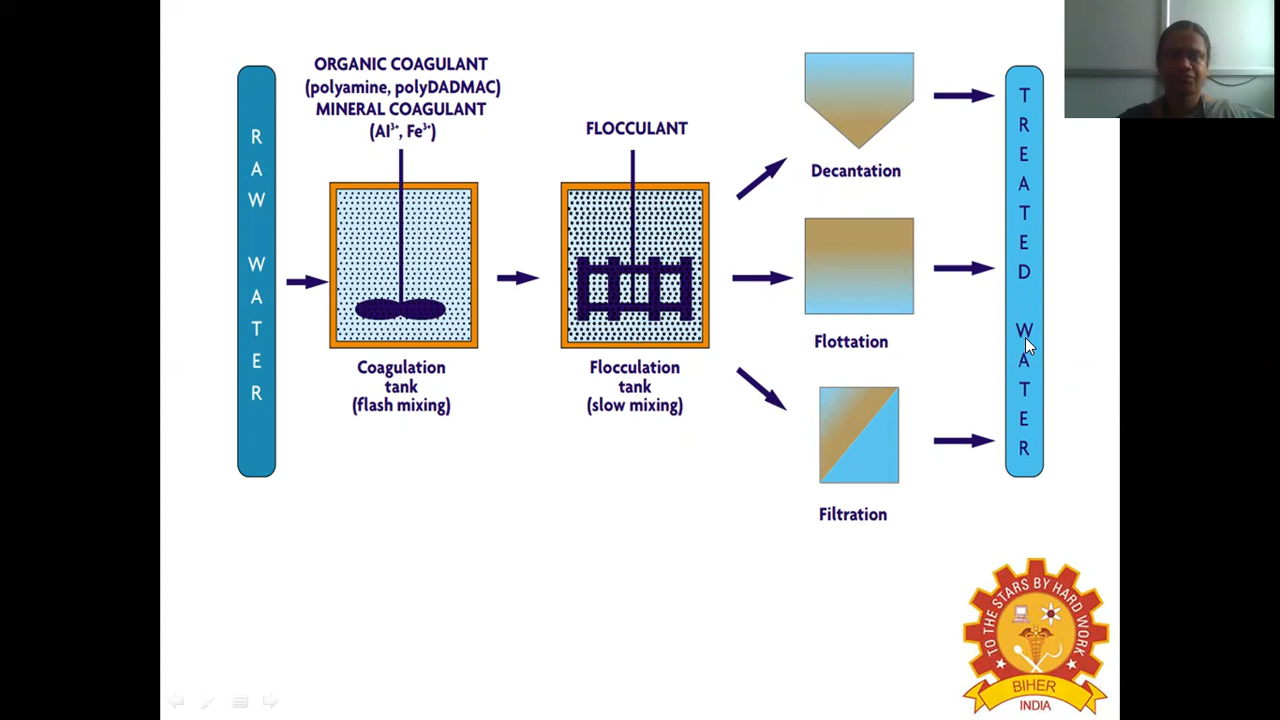 RAW WATER
ORGANIC COAGULANT
(polyamine, polyDADMAC)
MINERAL COAGULANT
(Al³⁺, Fe³⁺)
Coagulation
tank
(flash mixing)
FLOCCULANT
Flocculation
tank
(slow mixing)
Decantation
Flottation
Filtration
TREATED WATER
TO THE STARS BY HARD WORK
BIHER
INDIA